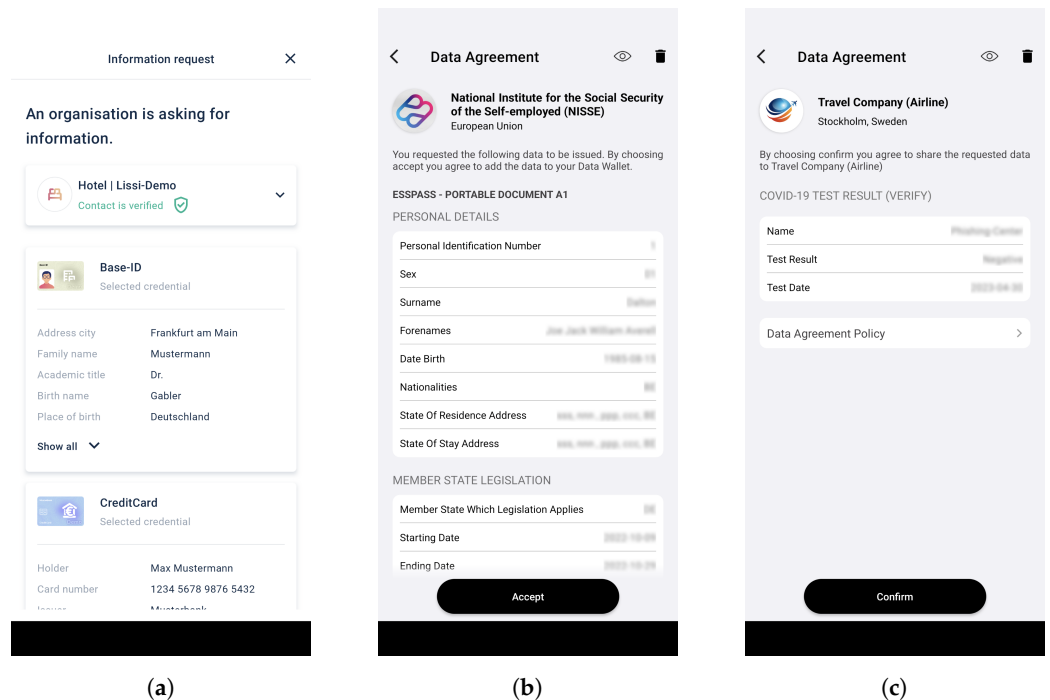 Information request
An organisation is asking for
information.
Hotel | Lissi-Demo
Contact is verified
Base-ID
Selected credential
Address city Frankfurt am Main
Family name Mustermann
Academic title Dr.
Birth name Gabler
Place of birth Deutschland
Show all
CreditCard
Selected credential
Holder Max Mustermann
Card number 1234 5678 9876 5432
(a)
Data Agreement
National Institute for the Social Security
of the Self-employed (NISSE)
European Union
You requested the following data to be issued. By choosing
accept you agree to add the data to your Data Wallet.
ESSPASS - PORTABLE DOCUMENT A1
PERSONAL DETAILS
Personal Identification Number
Sex
Surname
Forenames
Date Birth
Nationalities
State Of Residence Address
State Of Stay Address
MEMBER STATE LEGISLATION
Member State Which Legislation Applies
Starting Date
Ending Date
Accept
(b)
Data Agreement
Travel Company (Airline)
Stockholm, Sweden
By choosing confirm you agree to share the requested data
to Travel Company (Airline)
COVID-19 TEST RESULT (VERIFY)
Name
Test Result
Test Date
Data Agreement Policy
Confirm
(c)